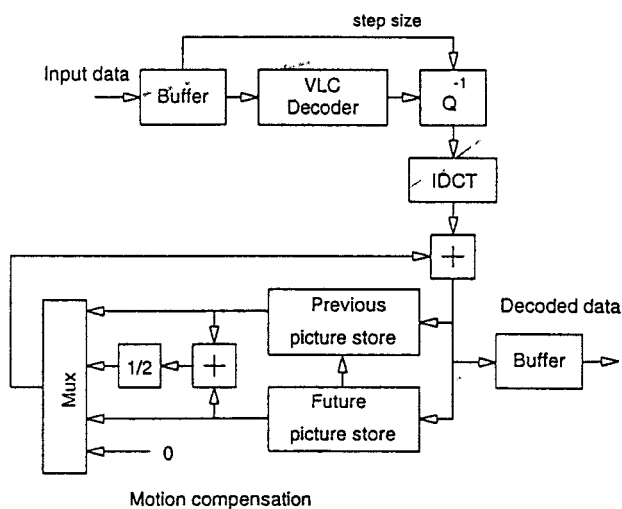 step size
Input data
Buffer
VLC
Decoder
Q-1
IDCT
+
Decoded data
Previous
picture store
Buffer
Mux
1/2
+
Future
picture store
0
Motion compensation